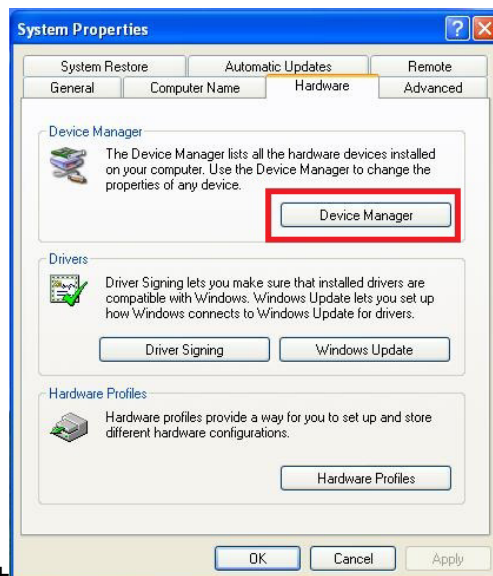 System Properties
System Restore Automatic Updates Remote
General Computer Name Hardware Advanced
Device Manager
The Device Manager lists all the hardware devices installed
on your computer. Use the Device Manager to change the
properties of any device.
Device Manager
Drivers
Driver Signing lets you make sure that installed drivers are
compatible with Windows. Windows Update lets you set up
how Windows connects to Windows Update for drivers.
Driver Signing Windows Update
Hardware Profiles
Hardware profiles provide a way for you to set up and store
different hardware configurations.
Hardware Profiles
OK Cancel Apply